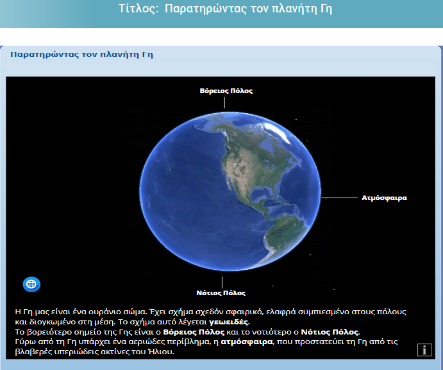 Τίτλος: Παρατηρώντας τον πλανήτη Γη
Παρατηρώντας τον πλανήτη Γη
Βόρειος Πόλος
Ατμόσφαιρα
Νότιος Πόλος
Η Γη μας είναι ένα ουράνιο σώμα. Έχει σχήμα σχεδόν σφαιρικό, ελαφρά συμπιεσμένο στους πόλους
και διογκωμένο στη μέση. Το σχήμα αυτό λέγεται γεωειδές.
Το βορειότερο σημείο της Γης είναι ο Βόρειος Πόλος και το νοτιότερο ο Νότιος Πόλος.
Γύρω από τη Γη υπάρχει ένα αεριώδες περίβλημα, η ατμόσφαιρα, που προστατεύει τη Γη από τις
βλαβερές υπεριώδεις ακτίνες του Ήλιου.